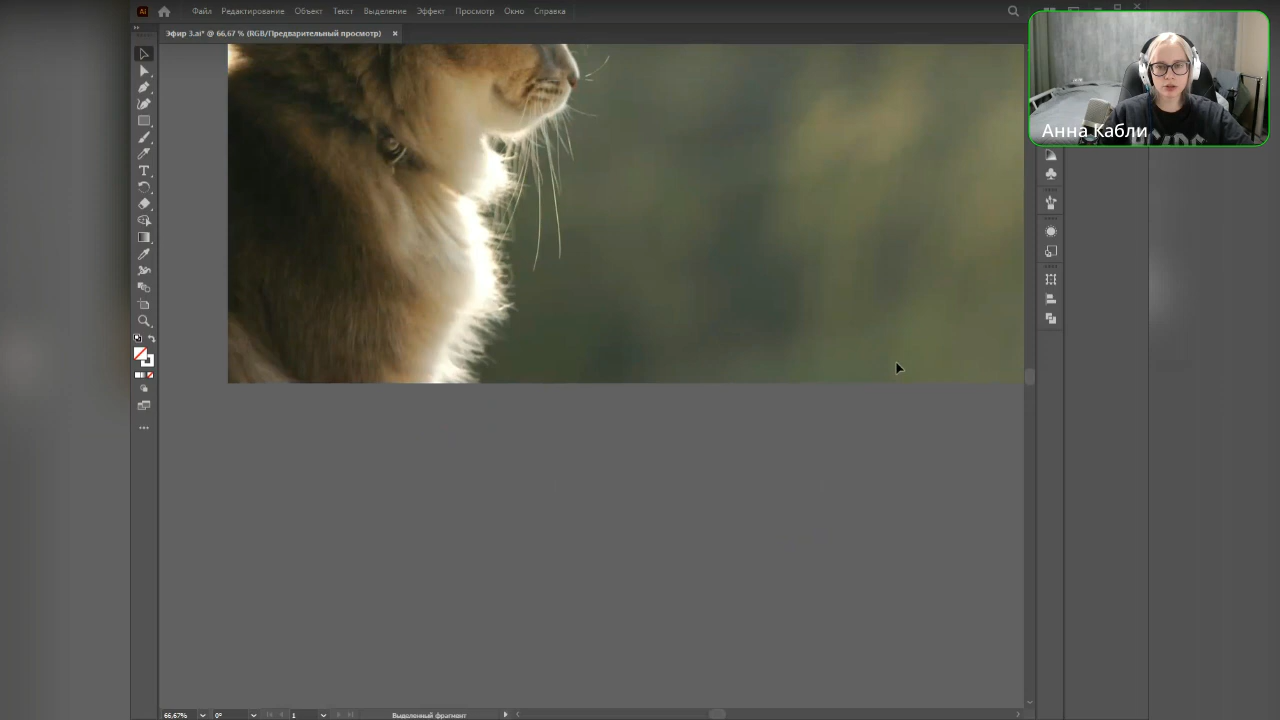 Ai Файл Редактирование Объект Текст Выделение Эффект Просмотр Окно Справка
Эфир 3.ai* @ 66,67 % (RGB/Предварительный просмотр)
Анна Кабли
66,67% 0° 1 Выделенный фрагмент